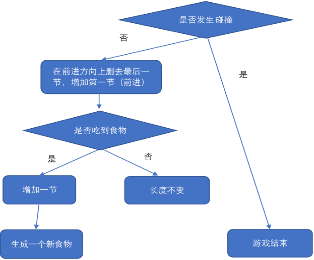 是否发生碰撞
否
在前进方向上删去最后一
节，增加第一节（前进）
是
是否吃到食物
是
否
增加一节
长度不变
生成一个新食物
游戏结束